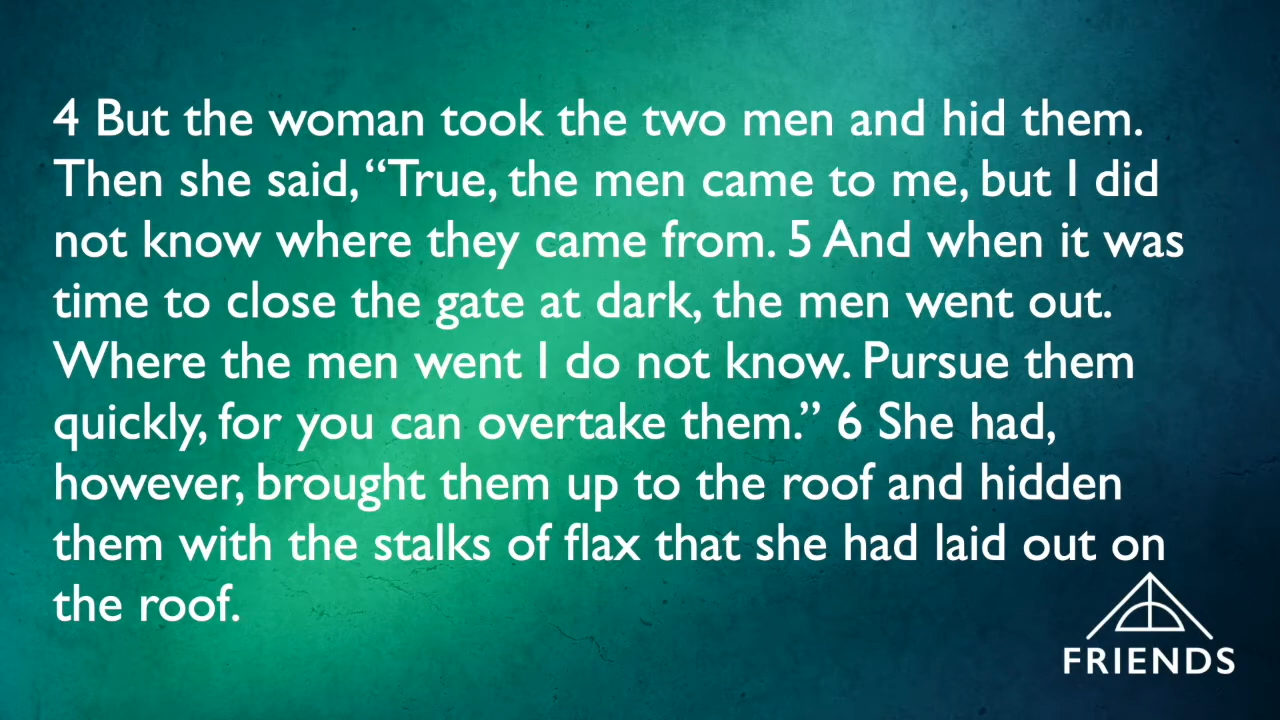 4 But the woman took the two men and hid them.
Then she said, “True, the men came to me, but I did
not know where they came from. 5 And when it was
time to close the gate at dark, the men went out.
Where the men went I do not know. Pursue them
quickly, for you can overtake them.” 6 She had,
however, brought them up to the roof and hidden
them with the stalks of flax that she had laid out on
the roof.
FRIENDS